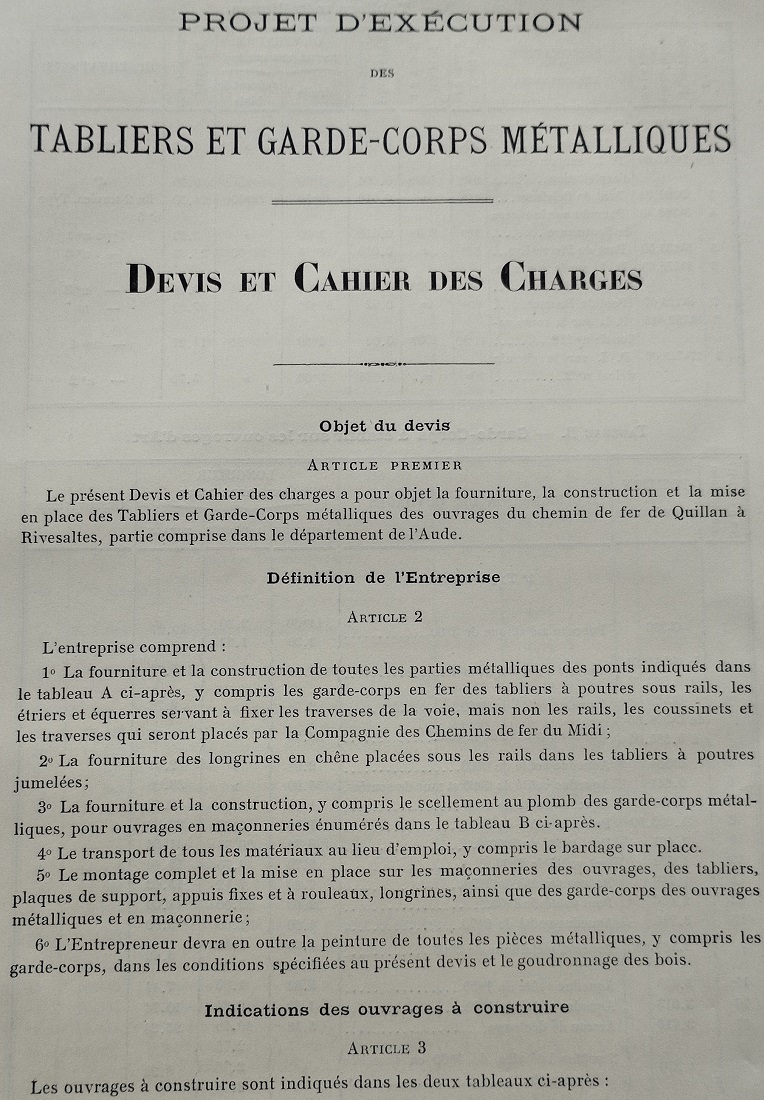 PROJET D'EXÉCUTION
DES
TABLIERS ET GARDE-CORPS MÉTALLIQUES
DEVIS ET CAHIER DES CHARGES
Objet du devis
ARTICLE PREMIER
Le présent Devis et Cahier des charges a pour objet la fourniture, la construction et la mise
en place des Tabliers et Garde-Corps métalliques des ouvrages du chemin de fer de Quillan à
Rivesaltes, partie comprise dans le département de l'Aude.
Définition de l'Entreprise
ARTICLE 2
L'entreprise comprend :
1º La fourniture et la construction de toutes les parties métalliques des ponts indiqués dans
le tableau A ci-après, y compris les garde-corps en fer des tabliers à poutres sous rails, les
étriers et équerres servant à fixer les traverses de la voie, mais non les rails, les coussinets et
les traverses qui seront placés par la Compagnie des Chemins de fer du Midi ;
2º La fourniture des longrines en chêne placées sous les rails dans les tabliers à poutres
jumelées;
3º La fourniture et la construction, y compris le scellement au plomb des garde-corps métal-
liques, pour ouvrages en maçonneries énumérés dans le tableau B ci-après.
4º Le transport de tous les matériaux au lieu d'emploi, y compris le bardage sur place.
5º Le montage complet et la mise en place sur les maçonneries des ouvrages, des tabliers,
plaques de support, appuis fixes et à rouleaux, longrines, ainsi que des garde-corps des ouvrages
métalliques et en maçonnerie;
6º L'Entrepreneur devra en outre la peinture de toutes les pièces métalliques, y compris les
garde-corps, dans les conditions spécifiées au présent devis et le goudronnage des bois.
Indications des ouvrages à construire
ARTICLE 3
Les ouvrages à construire sont indiqués dans les deux tableaux ci-après :